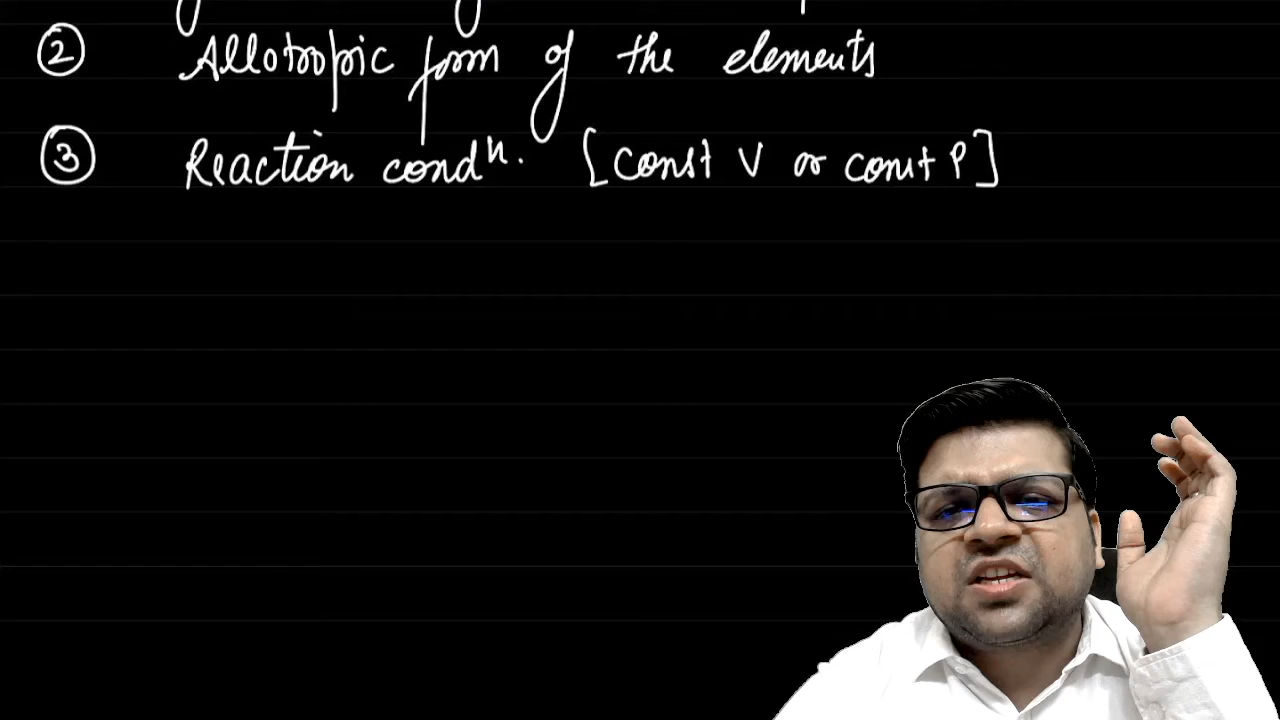 ② Allotropic form of the elements
③ Reaction condⁿ. [const V or const P]